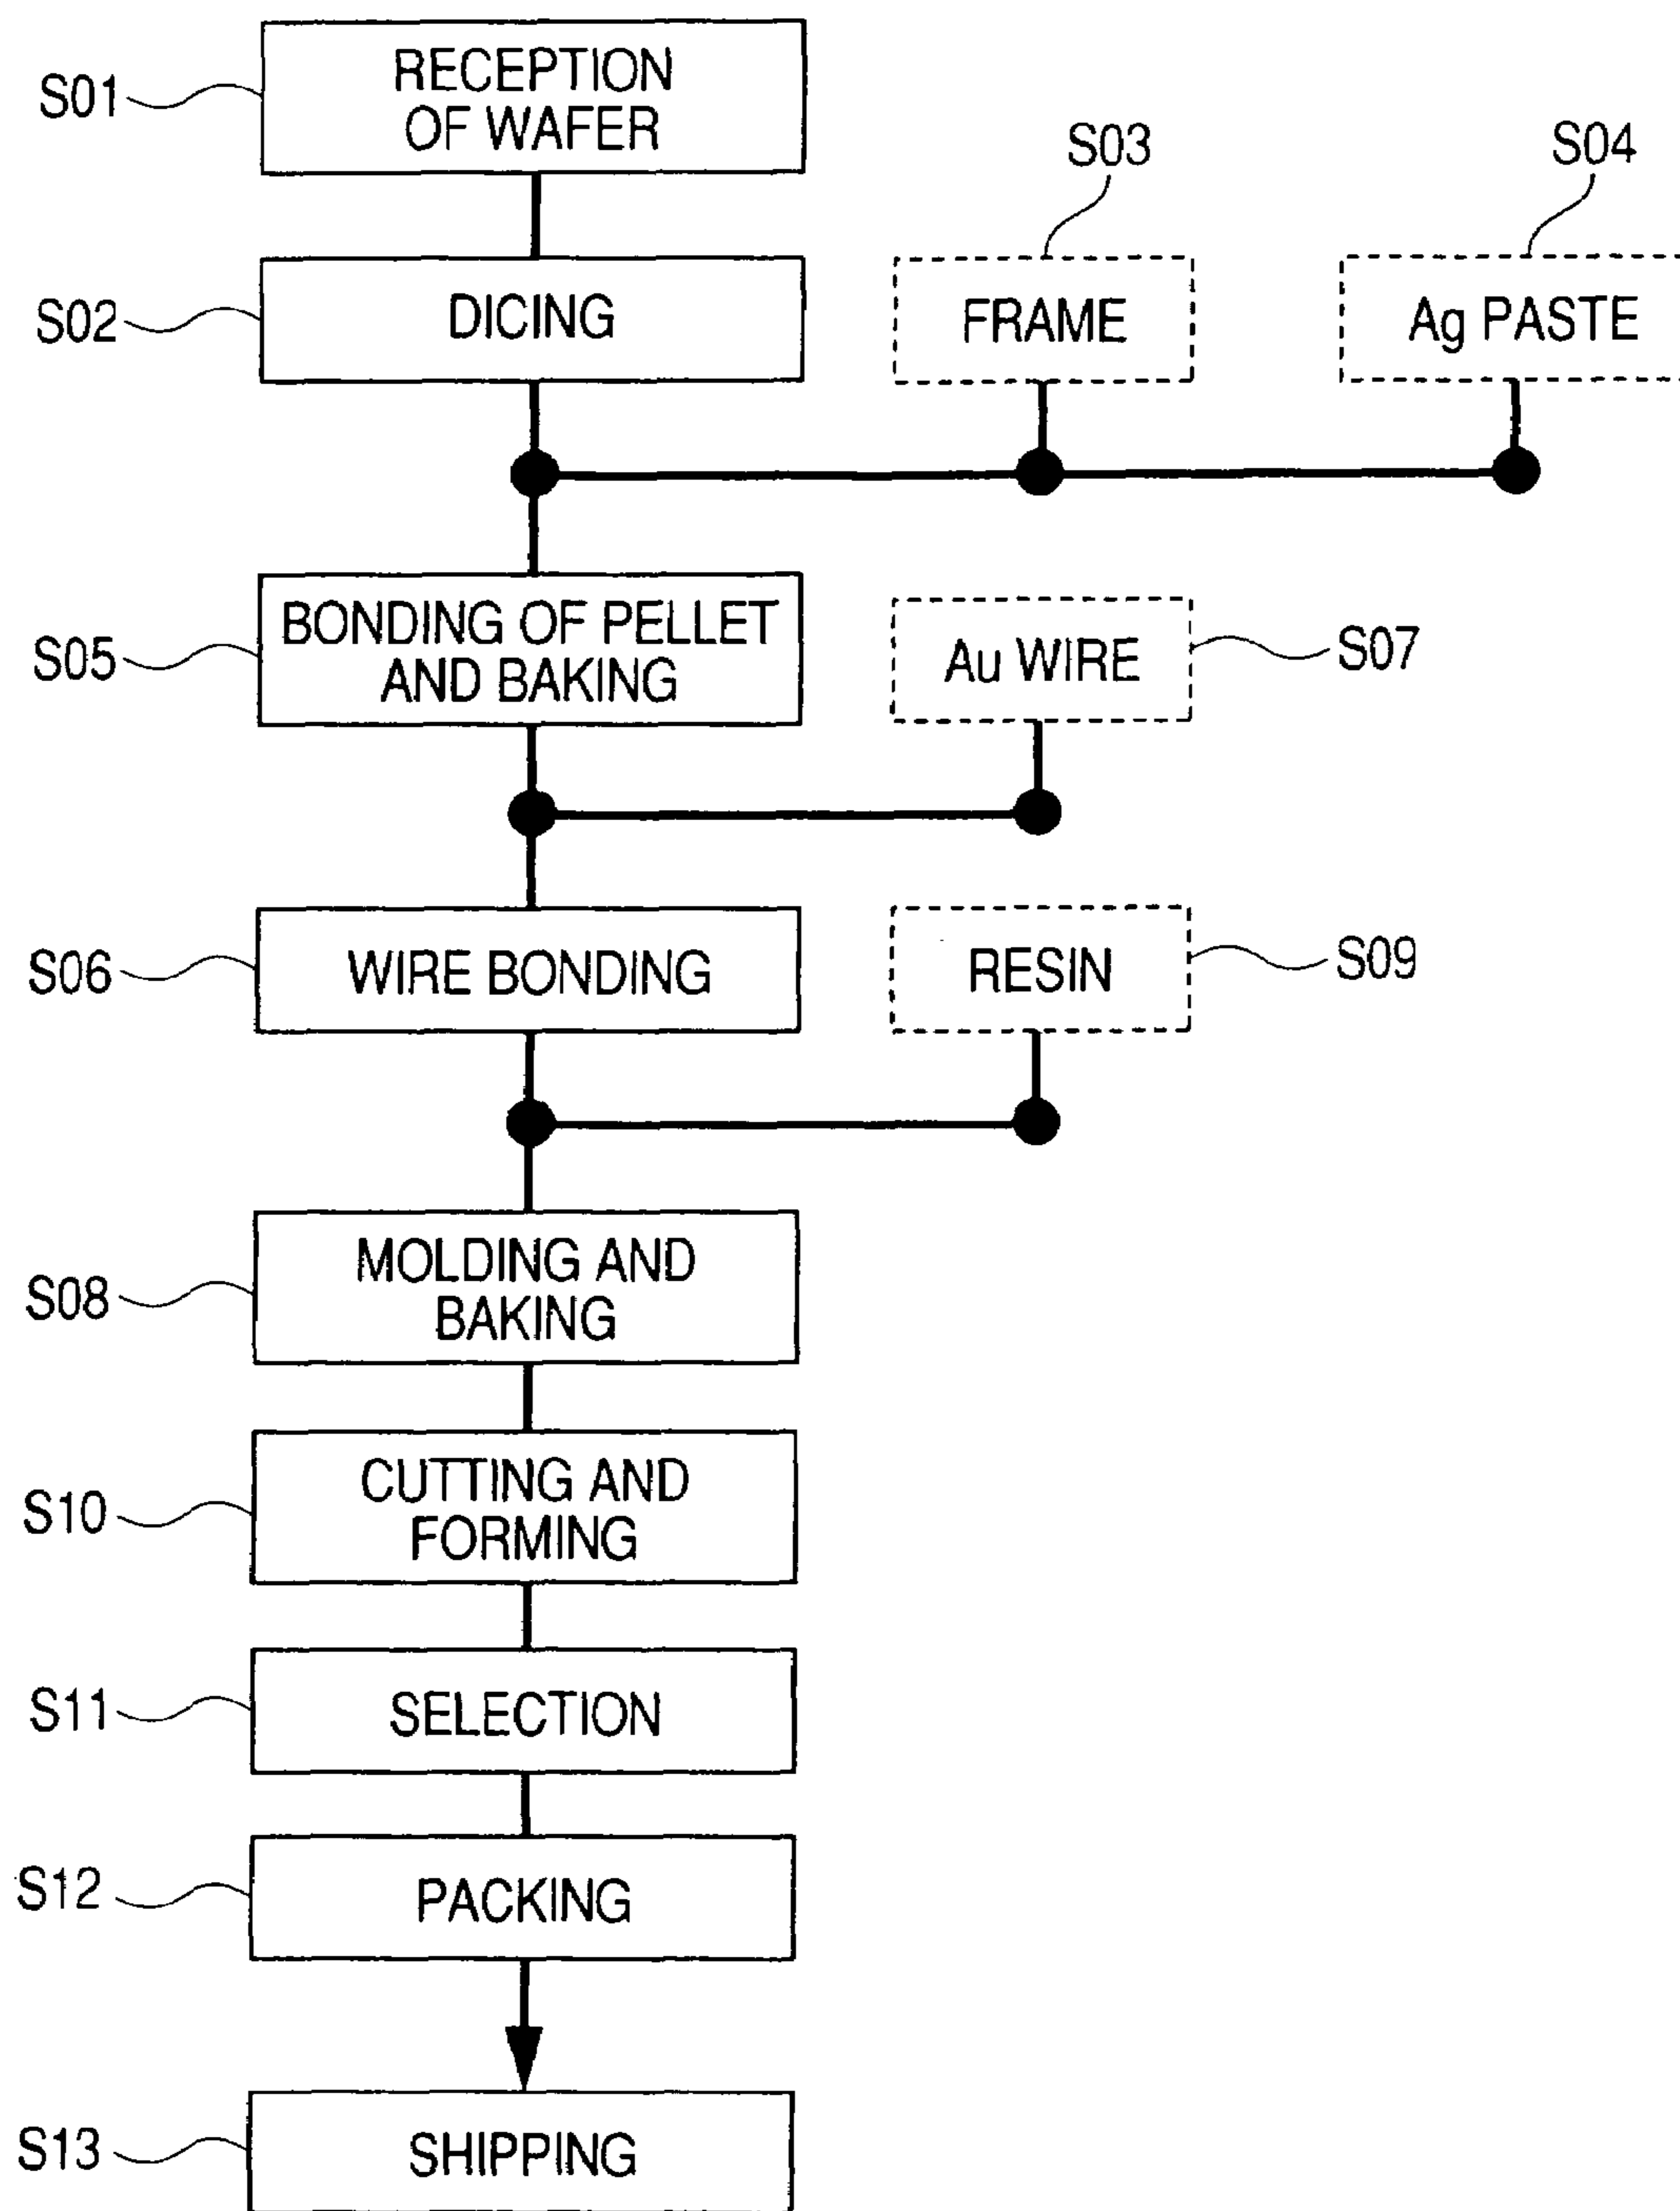 S01
RECEPTION
OF WAFER
S03
S04
S02
DICING
FRAME
Ag PASTE
S05
BONDING OF PELLET
AND BAKING
Au WIRE
S07
S06
WIRE BONDING
RESIN
S09
S08
MOLDING AND
BAKING
S10
CUTTING AND
FORMING
S11
SELECTION
S12
PACKING
S13
SHIPPING